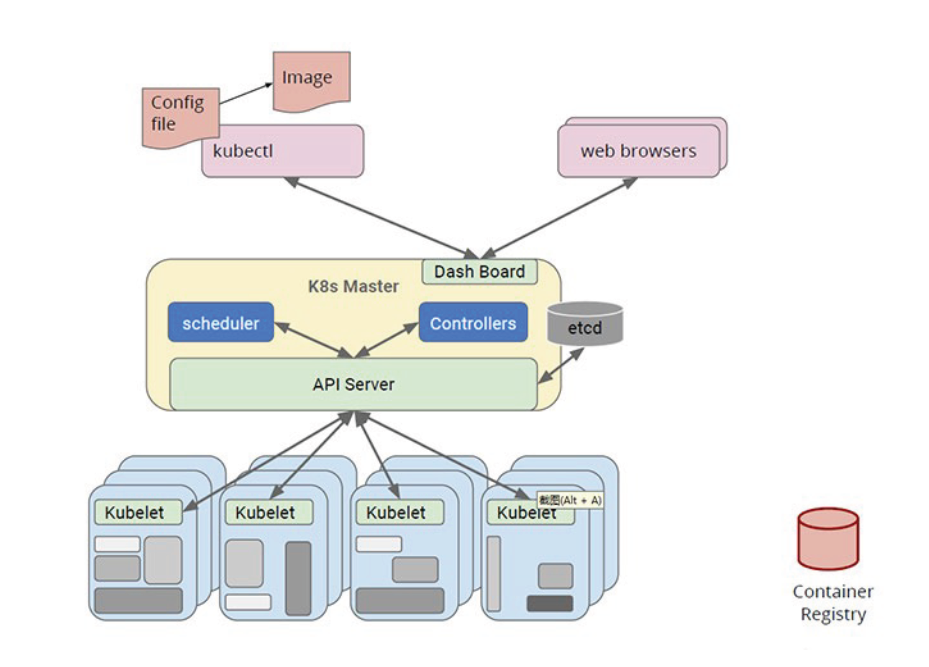 Image
Config
file
kubectl
web browsers
Dash Board
K8s Master
scheduler
Controllers
etcd
API Server
Kubelet
Kubelet
Kubelet
Kubelet
截图(Alt + A)
Container
Registry